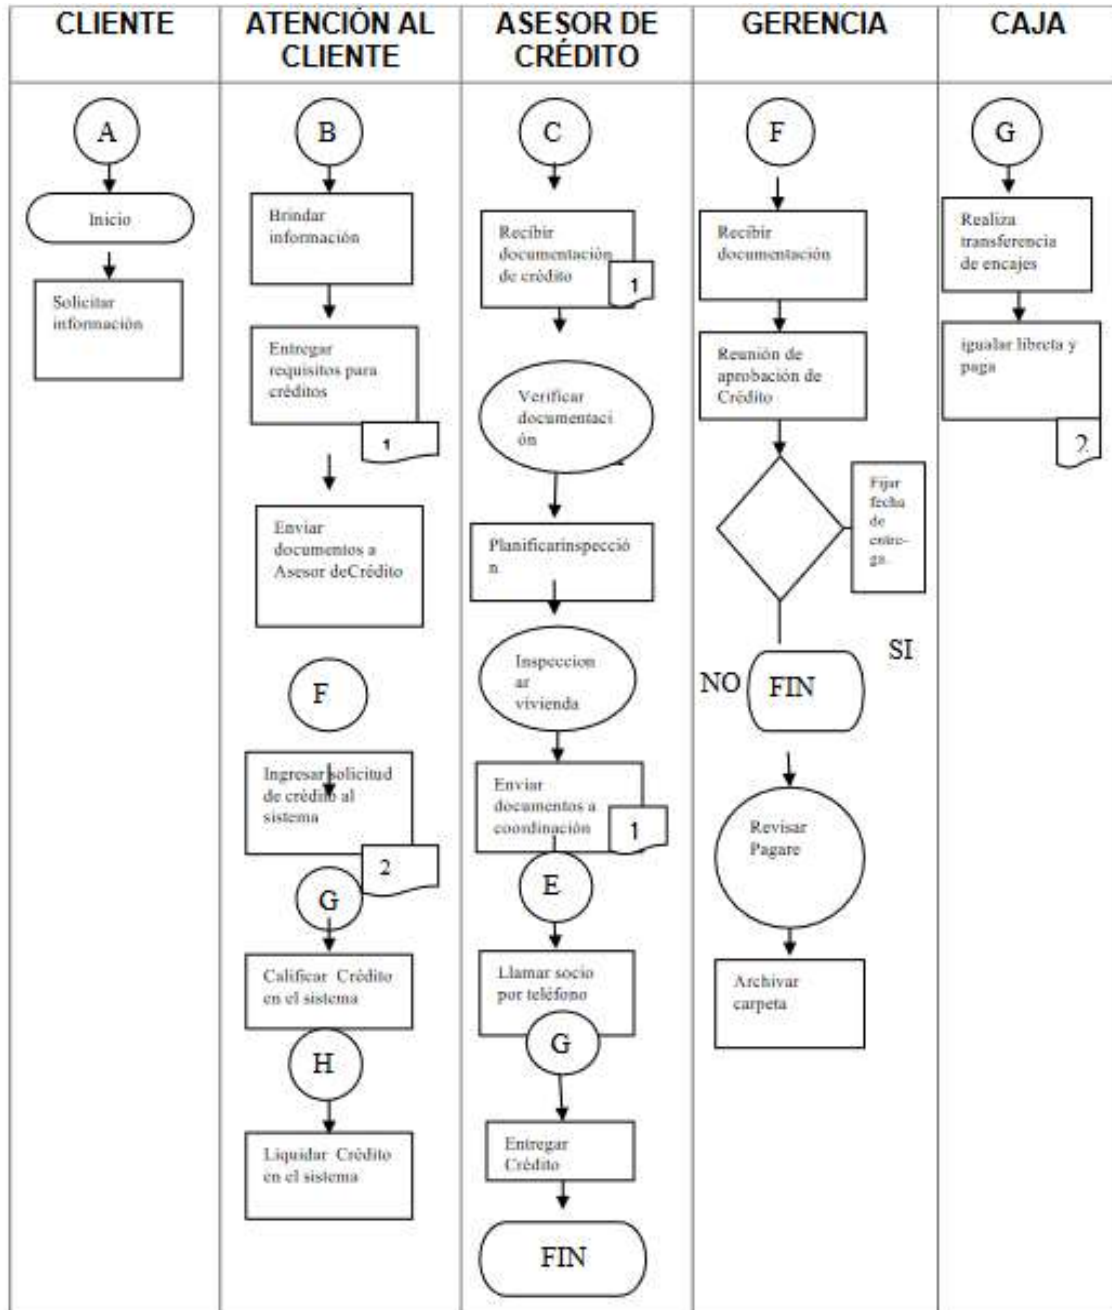 CLIENTE
ATENCIÓN AL
CLIENTE
ASESOR DE
CRÉDITO
GERENCIA
CAJA
A
Inicio
Solicitar
información
B
Brindar
información
Entregar
requisitos para
créditos
1
Enviar
documentos a
Asesor deCrédito
F
Ingresar solicitud
de crédito al
sistema
2
G
Calificar Crédito
en el sistema
H
Liquidar Crédito
en el sistema
C
Recibir
documentación
de crédito
1
Verificar
documentaci
ón
Planificarinspecció
n
Inspeccion
ar
vivienda
Enviar
documentos a
coordinación
1
E
Llamar socio
por teléfono
G
Entregar
Crédito
FIN
F
Recibir
documentación
Reunión de
aprobación de
Crédito
Fijar
fecha
de
entre-
ga.
SI
NO
FIN
Revisar
Pagare
Archivar
carpeta
G
Realiza
transferencia
de encajes
igualar libreta y
paga
2